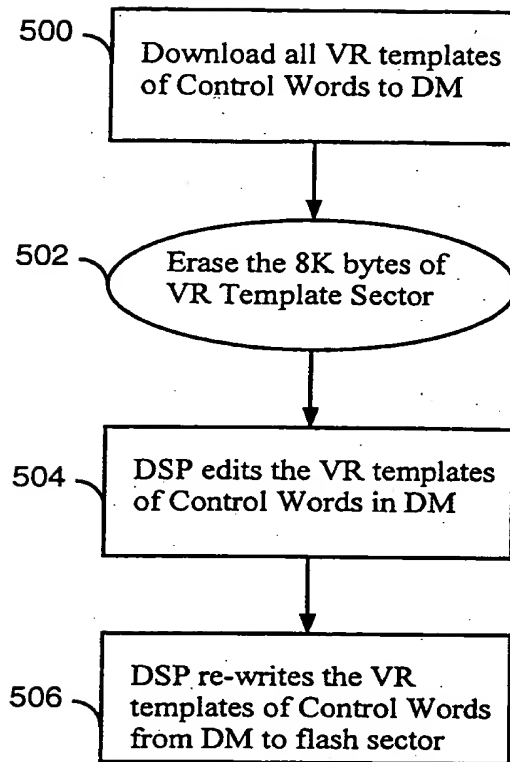 500
Download all VR templates
of Control Words to DM
502
Erase the 8K bytes of
VR Template Sector
504
DSP edits the VR templates
of Control Words in DM
506
DSP re-writes the VR
templates of Control Words
from DM to flash sector